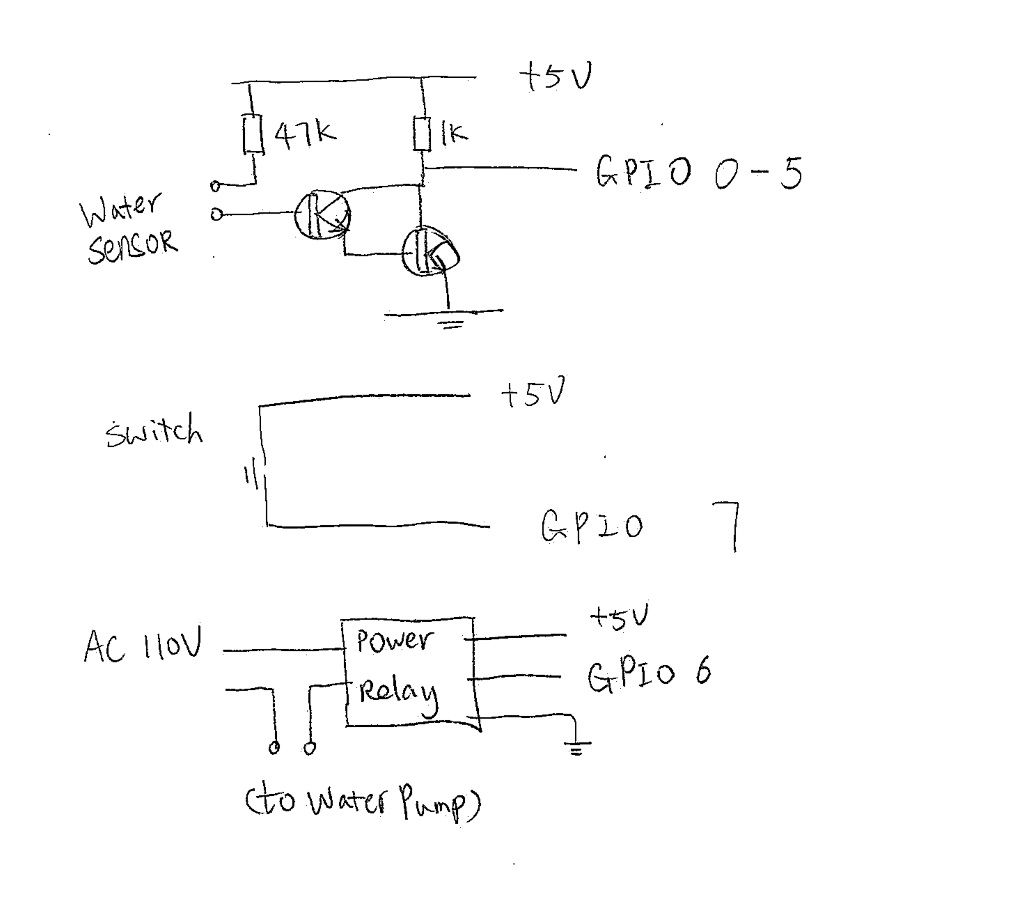 +5V
47K
1K
GPIO 0-5
Water
SENSOR
+5V
Switch
GPIO 7
+5V
AC 110V
Power
Relay
GPIO 6
(to Water Pump)